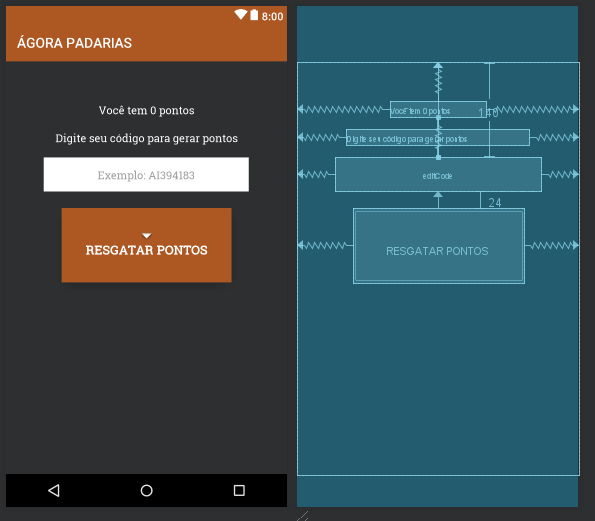 8:00
ÁGORA PADARIAS
Você tem 0 pontos
Digite seu código para gerar pontos
Exemplo: AI394183
RESGATAR PONTOS
Você tem 0 pontos
140
Digite seu código para gerar pontos
editCode
24
RESGATAR PONTOS